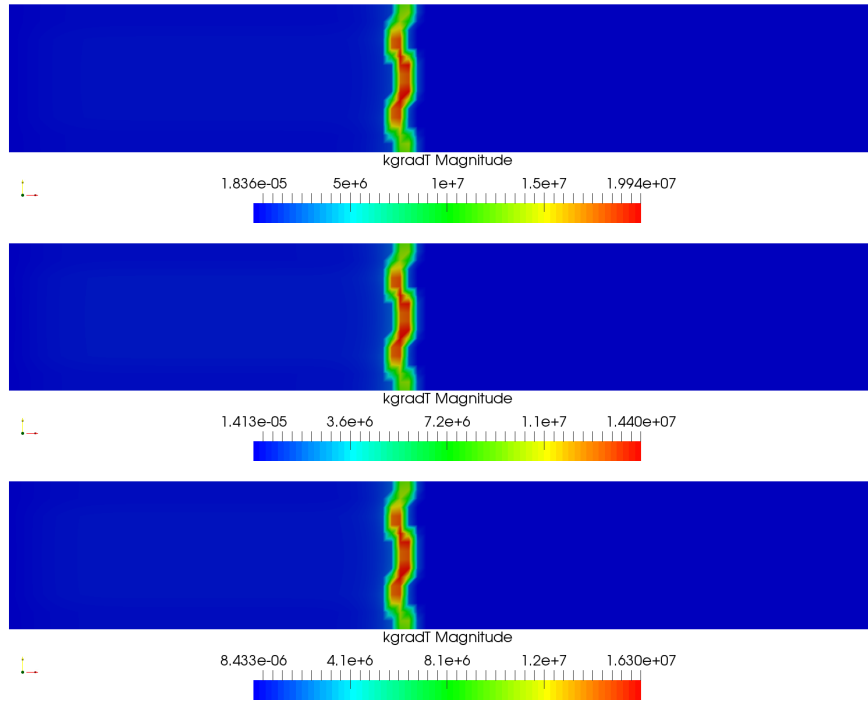 kgradT Magnitude
1.836e-05 5e+6 1e+7 1.5e+7 1.994e+07
kgradT Magnitude
1.413e-05 3.6e+6 7.2e+6 1.1e+7 1.440e+07
kgradT Magnitude
8.433e-06 4.1e+6 8.1e+6 1.2e+7 1.630e+07